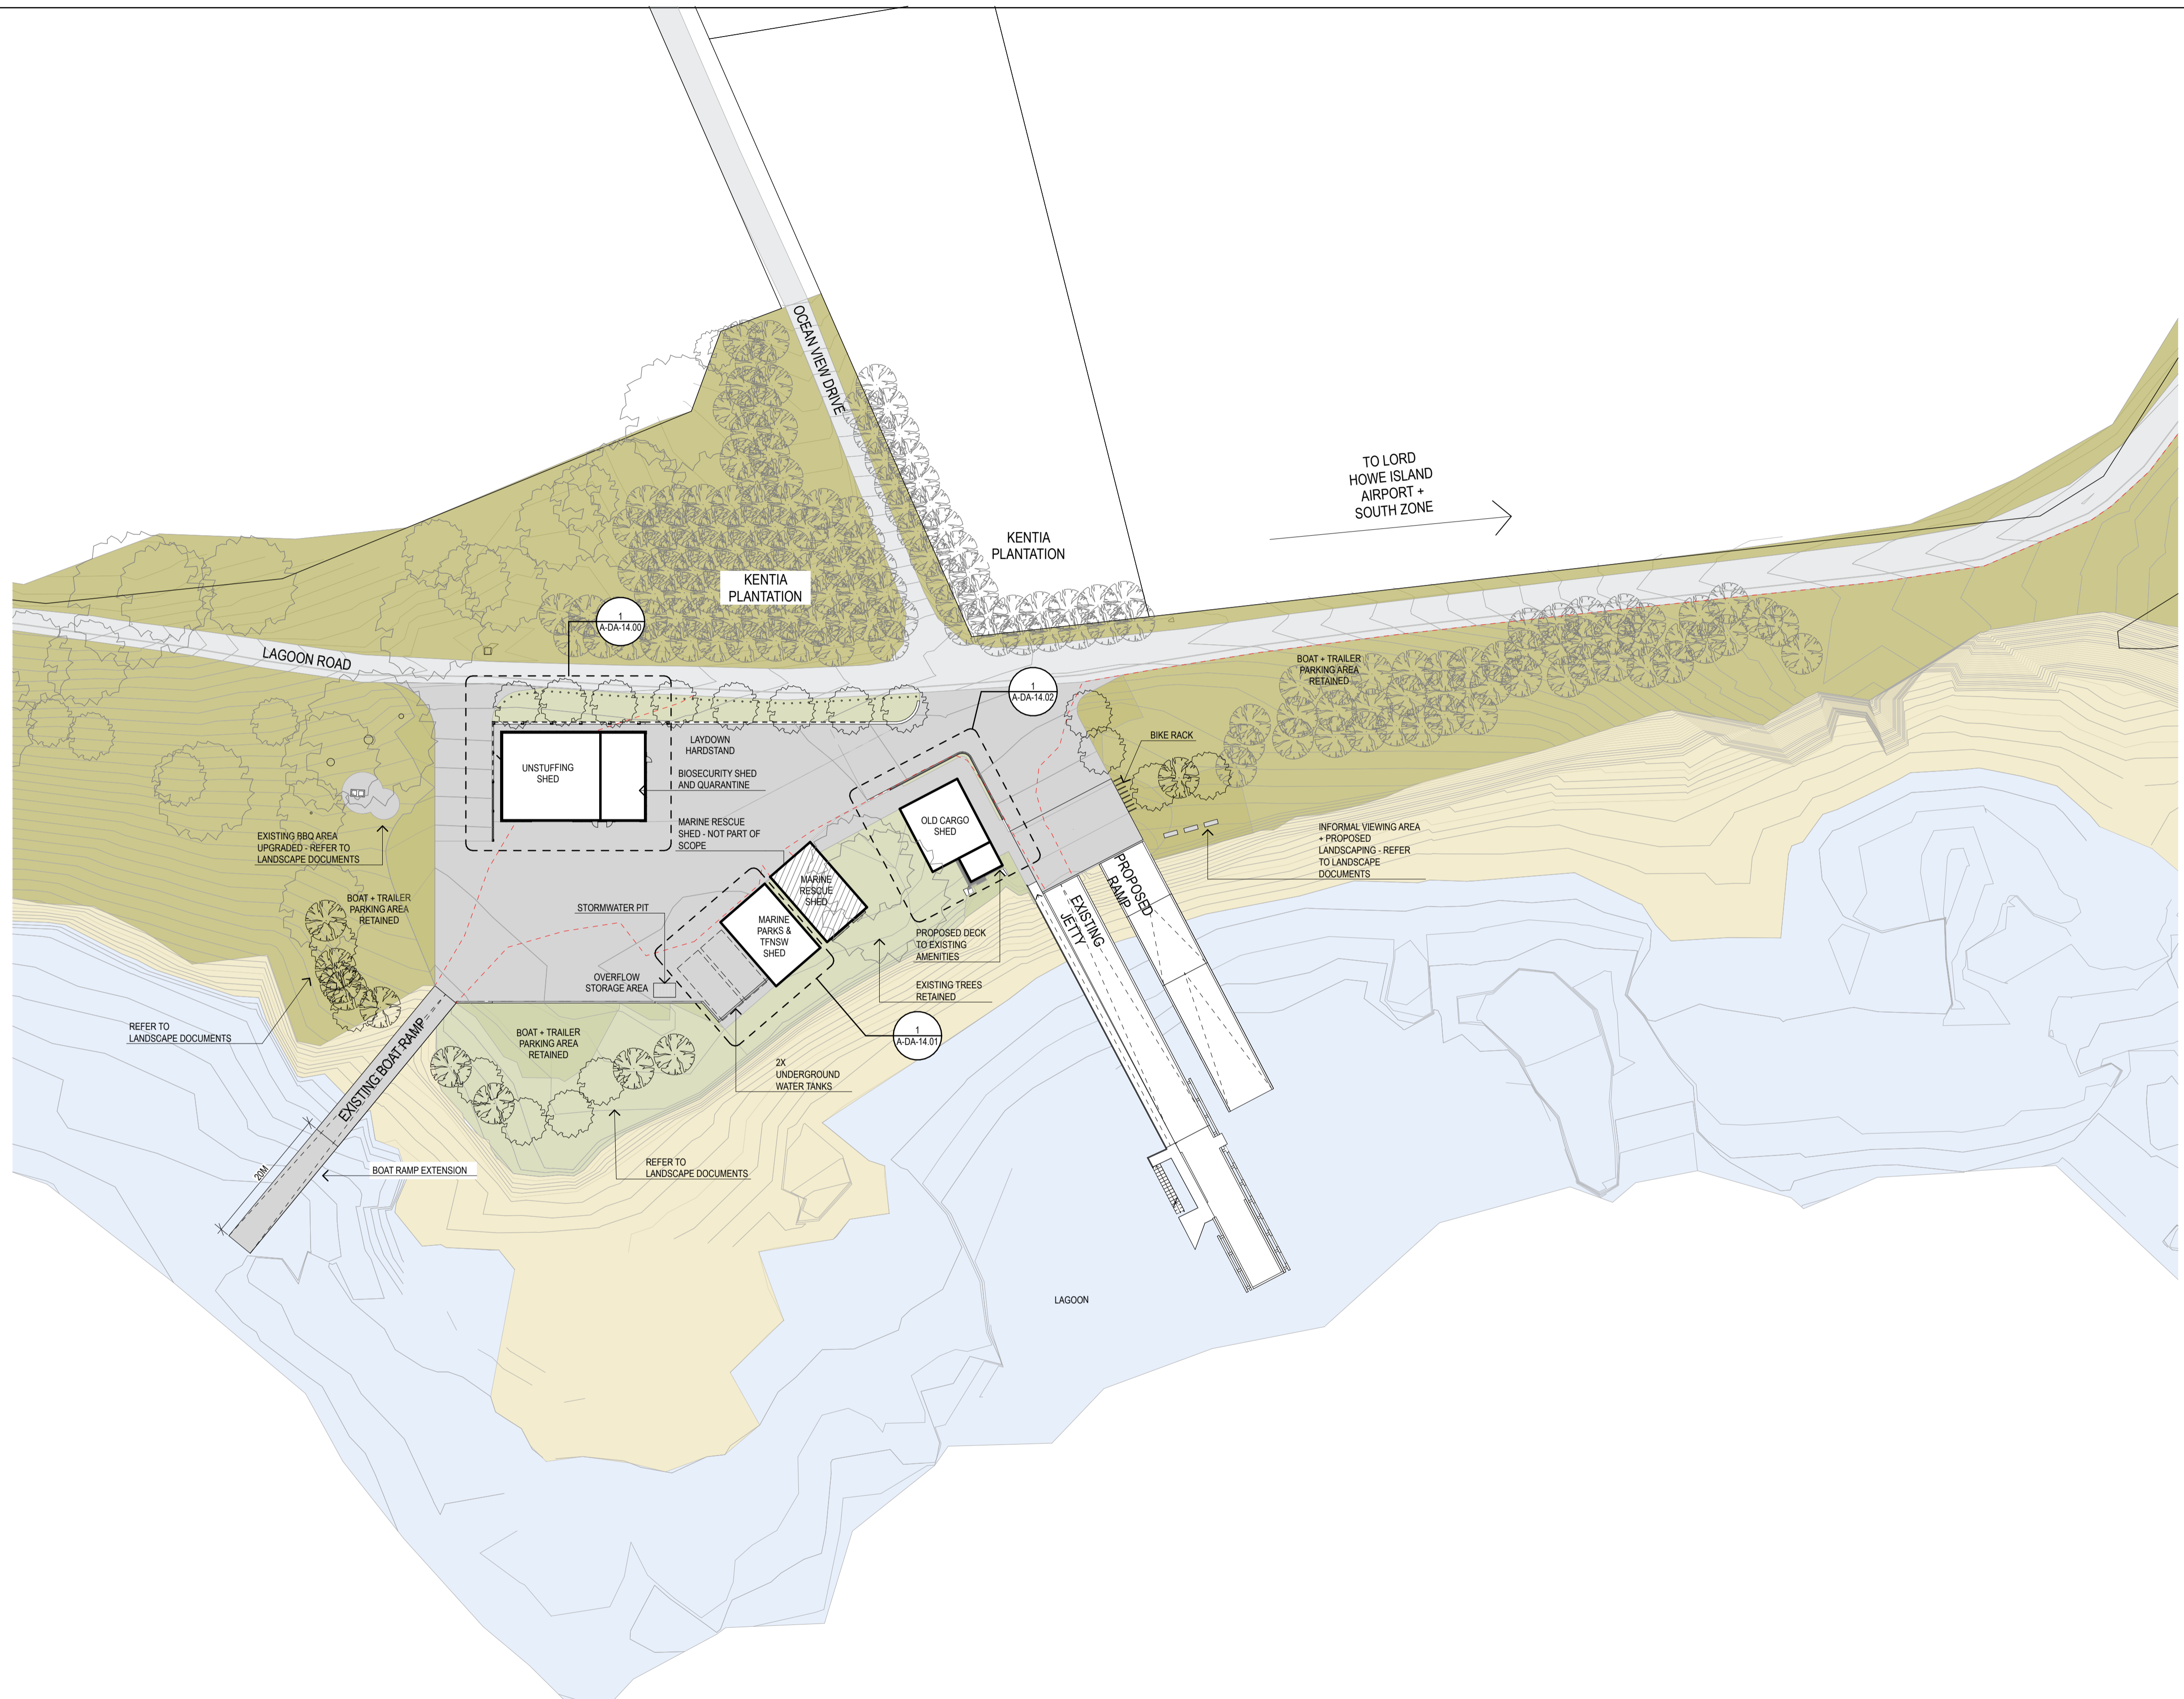 OCEAN VIEW DRIVE
TO LORD
HOWE ISLAND
AIRPORT +
SOUTH ZONE
KENTIA
PLANTATION
KENTIA
PLANTATION
1
A-DA-14.00
LAGOON ROAD
1
A-DA-14.02
BOAT + TRAILER
PARKING AREA
RETAINED
BIKE RACK
LAYDOWN
HARDSTAND
UNSTUFFING
SHED
BIOSECURITY SHED
AND QUARANTINE
MARINE RESCUE
SHED - NOT PART OF
SCOPE
OLD CARGO
SHED
EXISTING BBQ AREA
UPGRADED - REFER TO
LANDSCAPE DOCUMENTS
INFORMAL VIEWING AREA
+ PROPOSED
LANDSCAPING - REFER
TO LANDSCAPE
DOCUMENTS
PROPOSED
RAMP
MARINE
RESCUE
SHED
BOAT + TRAILER
PARKING AREA
RETAINED
STORMWATER PIT
MARINE
PARKS &
TFNSW
SHED
EXISTING
JETTY
PROPOSED DECK
TO EXISTING
AMENITIES
OVERFLOW
STORAGE AREA
EXISTING TREES
RETAINED
REFER TO
LANDSCAPE DOCUMENTS
BOAT + TRAILER
PARKING AREA
RETAINED
1
A-DA-14.01
EXISTING BOAT RAMP
2X
UNDERGROUND
WATER TANKS
20M
BOAT RAMP EXTENSION
REFER TO
LANDSCAPE DOCUMENTS
LAGOON